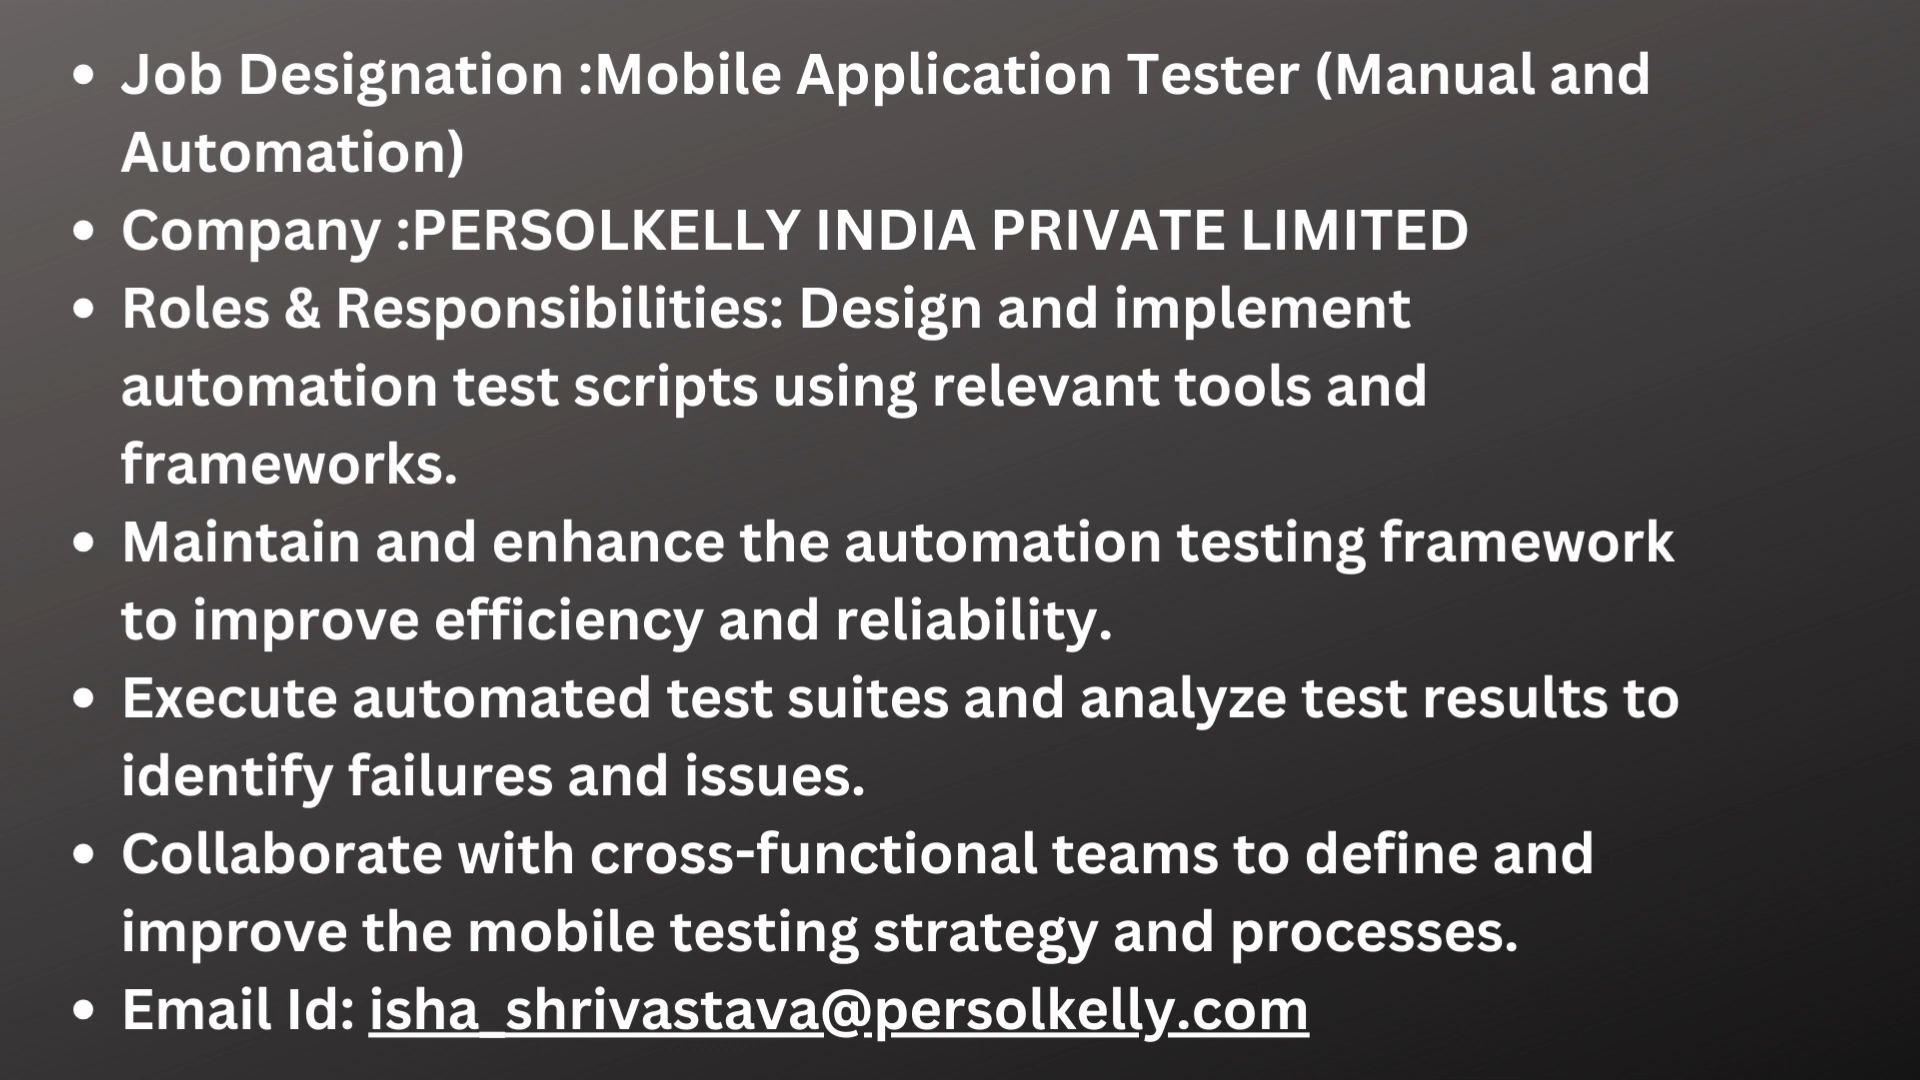 • Job Designation :Mobile Application Tester (Manual and
Automation)
• Company :PERSOLKELLY INDIA PRIVATE LIMITED
• Roles & Responsibilities: Design and implement
automation test scripts using relevant tools and
frameworks.
• Maintain and enhance the automation testing framework
to improve efficiency and reliability.
• Execute automated test suites and analyze test results to
identify failures and issues.
• Collaborate with cross-functional teams to define and
improve the mobile testing strategy and processes.
• Email Id: isha_shrivastava@persolkelly.com